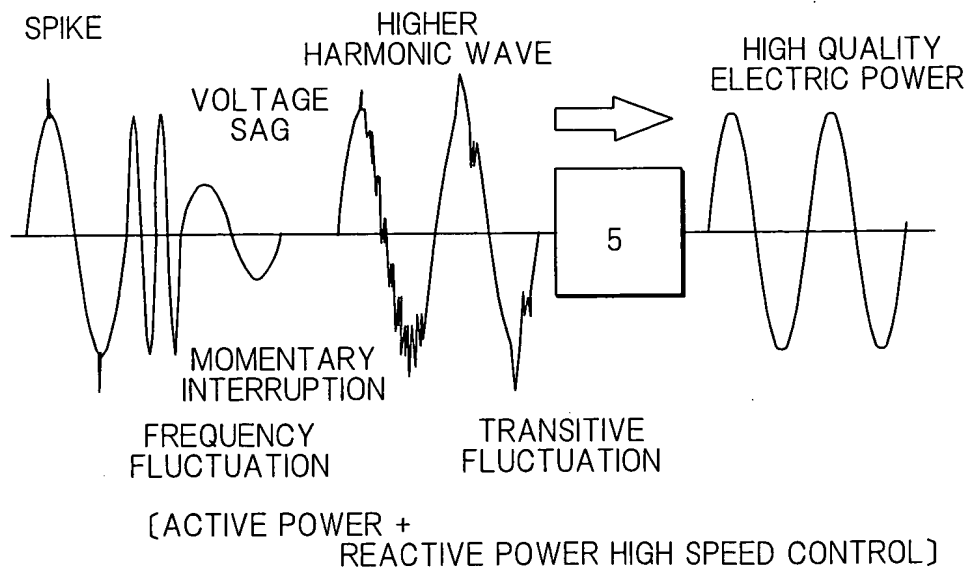 SPIKE
HIGHER
HARMONIC WAVE
HIGH QUALITY
ELECTRIC POWER
VOLTAGE
SAG
5
MOMENTARY
INTERRUPTION
FREQUENCY
FLUCTUATION
TRANSITIVE
FLUCTUATION
〔ACTIVE POWER +
REACTIVE POWER HIGH SPEED CONTROL〕